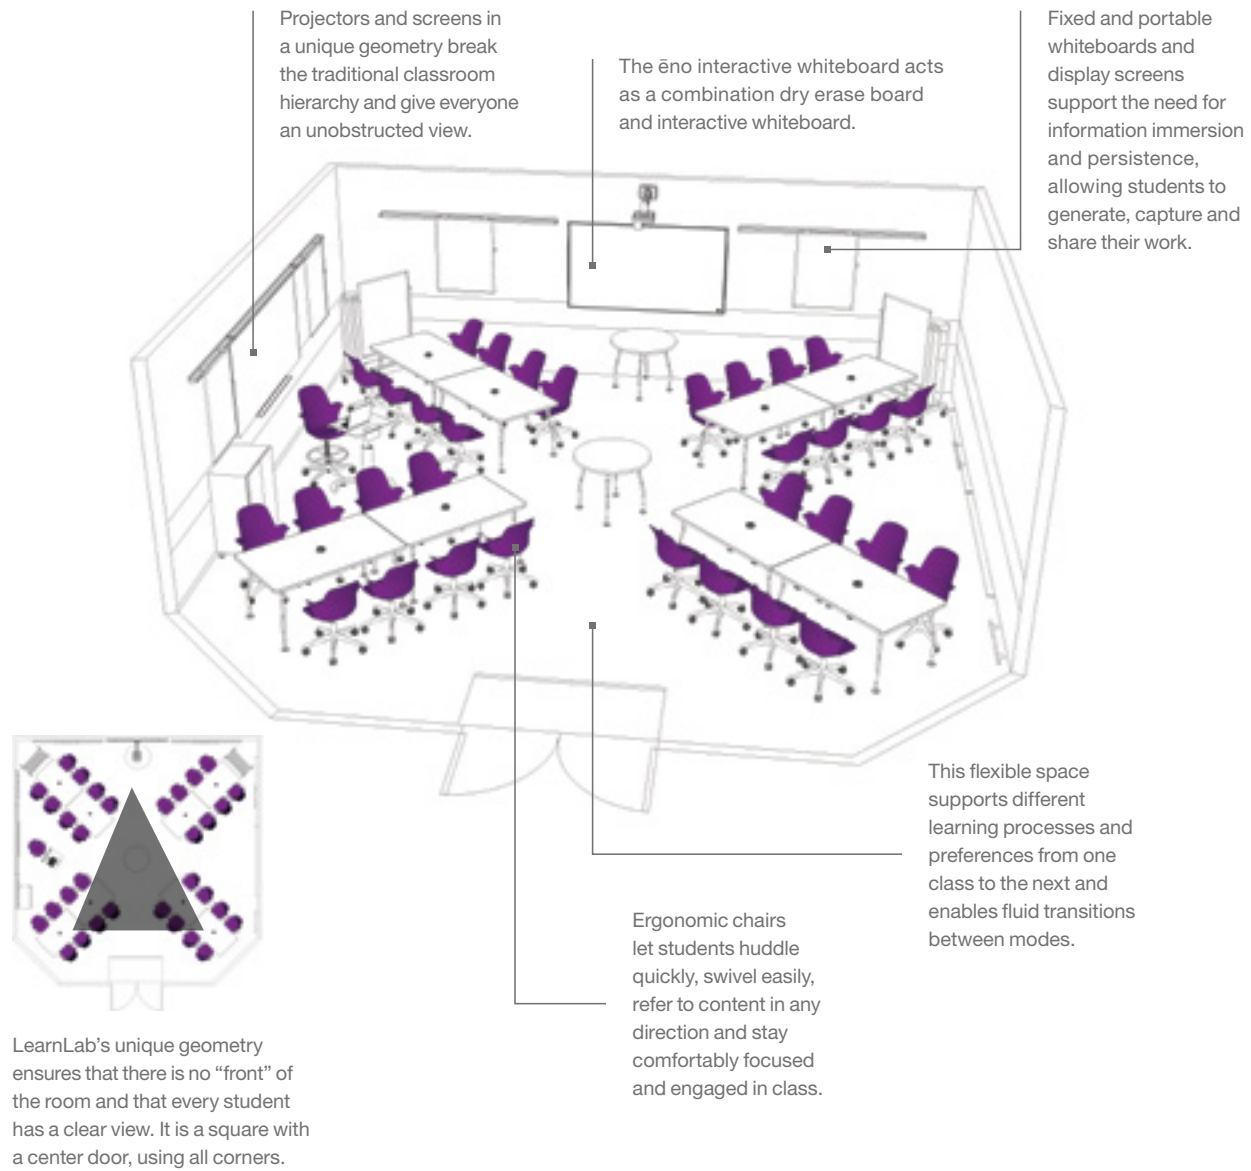 Projectors and screens in
a unique geometry break
the traditional classroom
hierarchy and give everyone
an unobstructed view.
The ēno interactive whiteboard acts
as a combination dry erase board
and interactive whiteboard.
Fixed and portable
whiteboards and
display screens
support the need for
information immersion
and persistence,
allowing students to
generate, capture and
share their work.
This flexible space
supports different
learning processes and
preferences from one
class to the next and
enables fluid transitions
between modes.
Ergonomic chairs
let students huddle
quickly, swivel easily,
refer to content in any
direction and stay
comfortably focused
and engaged in class.
LearnLab’s unique geometry
ensures that there is no “front” of
the room and that every student
has a clear view. It is a square with
a center door, using all corners.